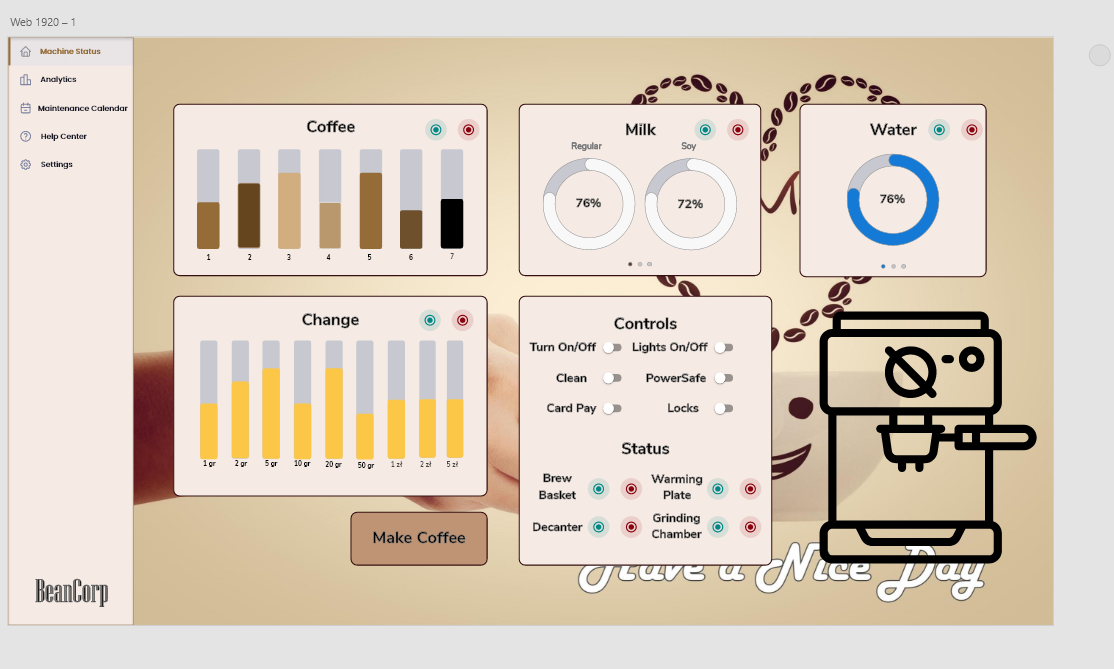 Web 1920 – 1
Machine Status
Analytics
Maintenance Calendar
Help Center
Settings
BeanCorp
Coffee
1 2 3 4 5 6 7
Milk
Regular Soy
76% 72%
Water
76%
Change
1 gr 2 gr 5 gr 10 gr 20 gr 50 gr 1 zł 2 zł 5 zł
Make Coffee
Controls
Turn On/Off Lights On/Off
Clean PowerSafe
Card Pay Locks
Status
Brew Basket Warming Plate
Decanter Grinding Chamber
Have a Nice Day